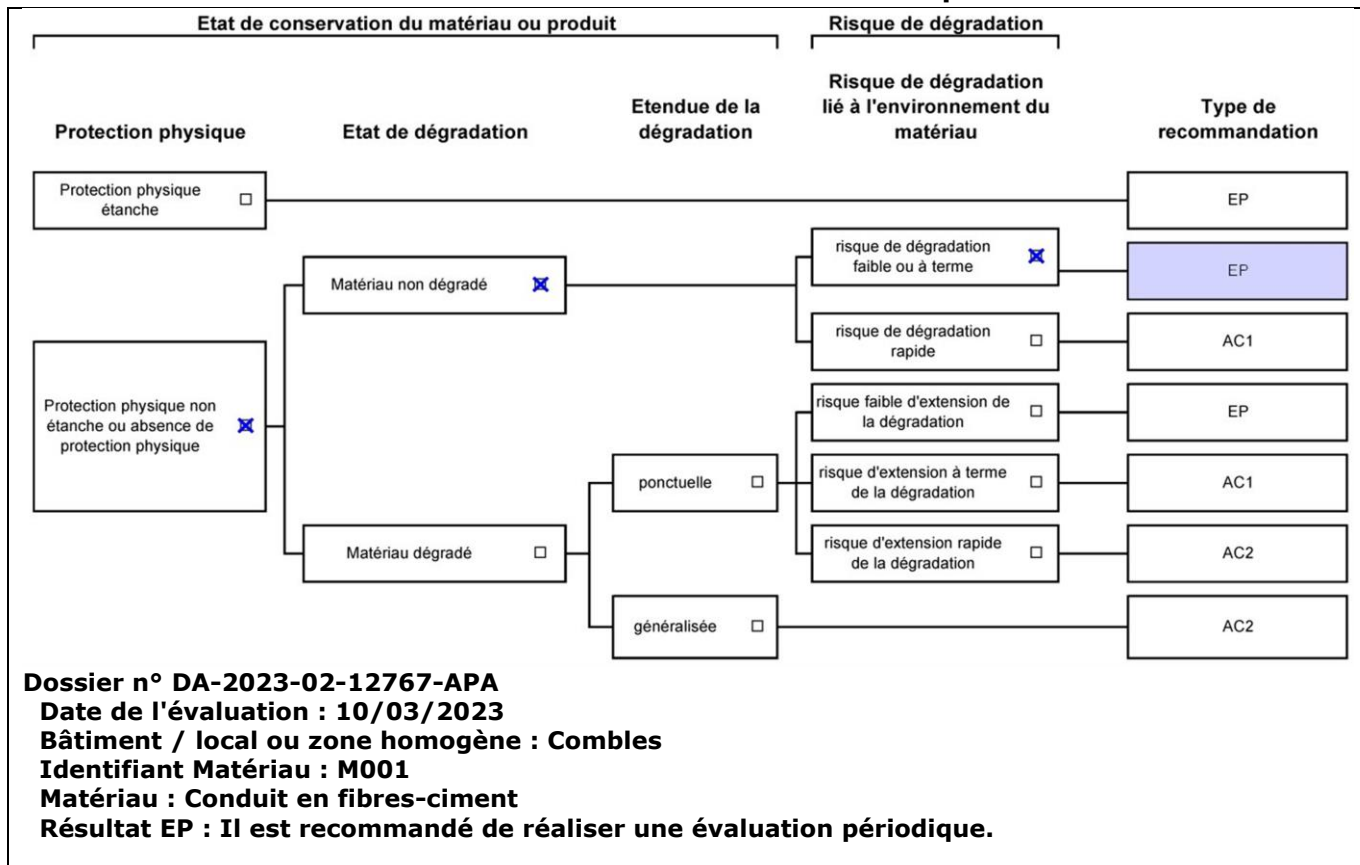 Etat de conservation du matériau ou produit
Risque de dégradation
Protection physique
Etat de dégradation
Etendue de la
dégradation
Risque de dégradation
lié à l'environnement du
matériau
Type de
recommandation
Protection physique
étanche
EP
risque de dégradation
faible ou à terme
EP
Matériau non dégradé
risque de dégradation
rapide
AC1
Protection physique non
étanche ou absence de
protection physique
risque faible d'extension de
la dégradation
EP
ponctuelle
risque d'extension à terme
de la dégradation
AC1
Matériau dégradé
risque d'extension rapide
de la dégradation
AC2
généralisée
AC2
Dossier n° DA-2023-02-12767-APA
Date de l'évaluation : 10/03/2023
Bâtiment / local ou zone homogène : Combles
Identifiant Matériau : M001
Matériau : Conduit en fibres-ciment
Résultat EP : Il est recommandé de réaliser une évaluation périodique.